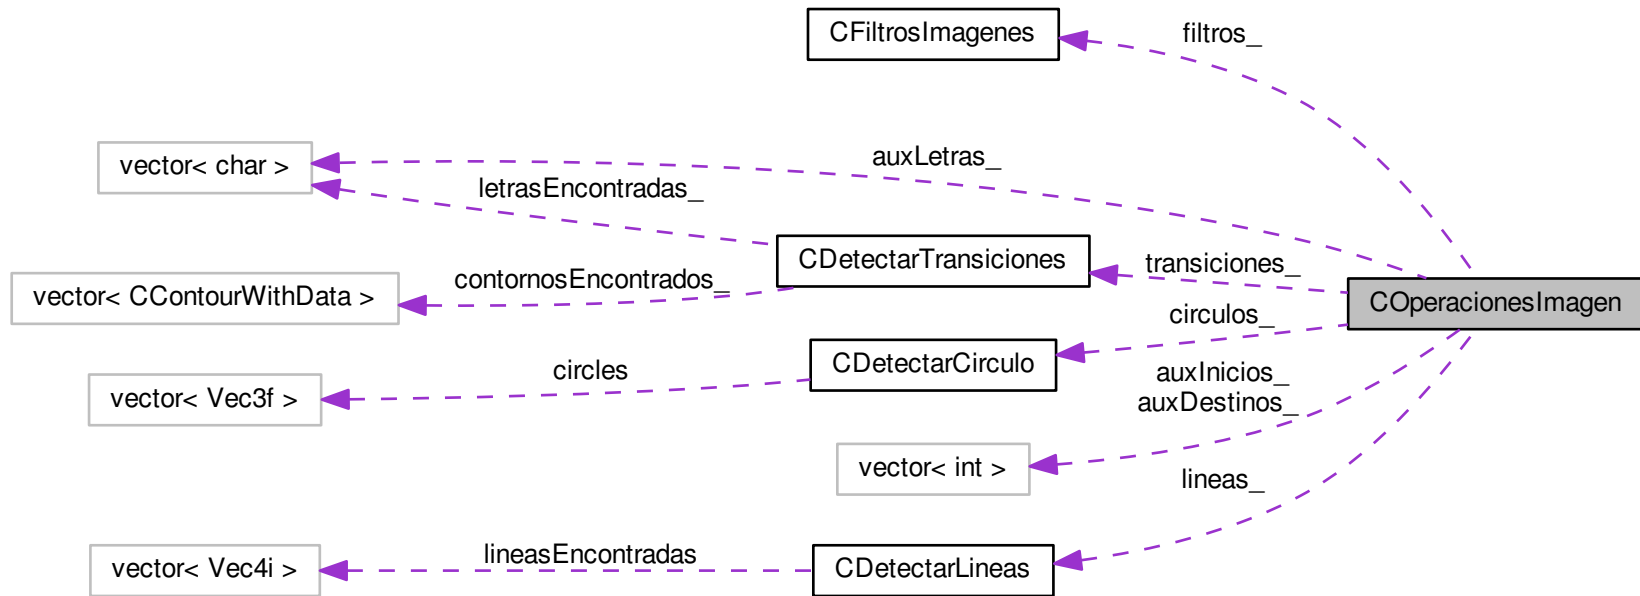 CFiltrosImagenes
filtros_
vector< char >
auxLetras_
letrasEncontradas_
CDetectarTransiciones
transiciones_
vector< CContourWithData >
contornosEncontrados_
COperacionesImagen
circulos_
CDetectarCirculo
circles
vector< Vec3f >
auxInicios_
auxDestinos_
vector< int >
lineas_
vector< Vec4i >
lineasEncontradas
CDetectarLineas